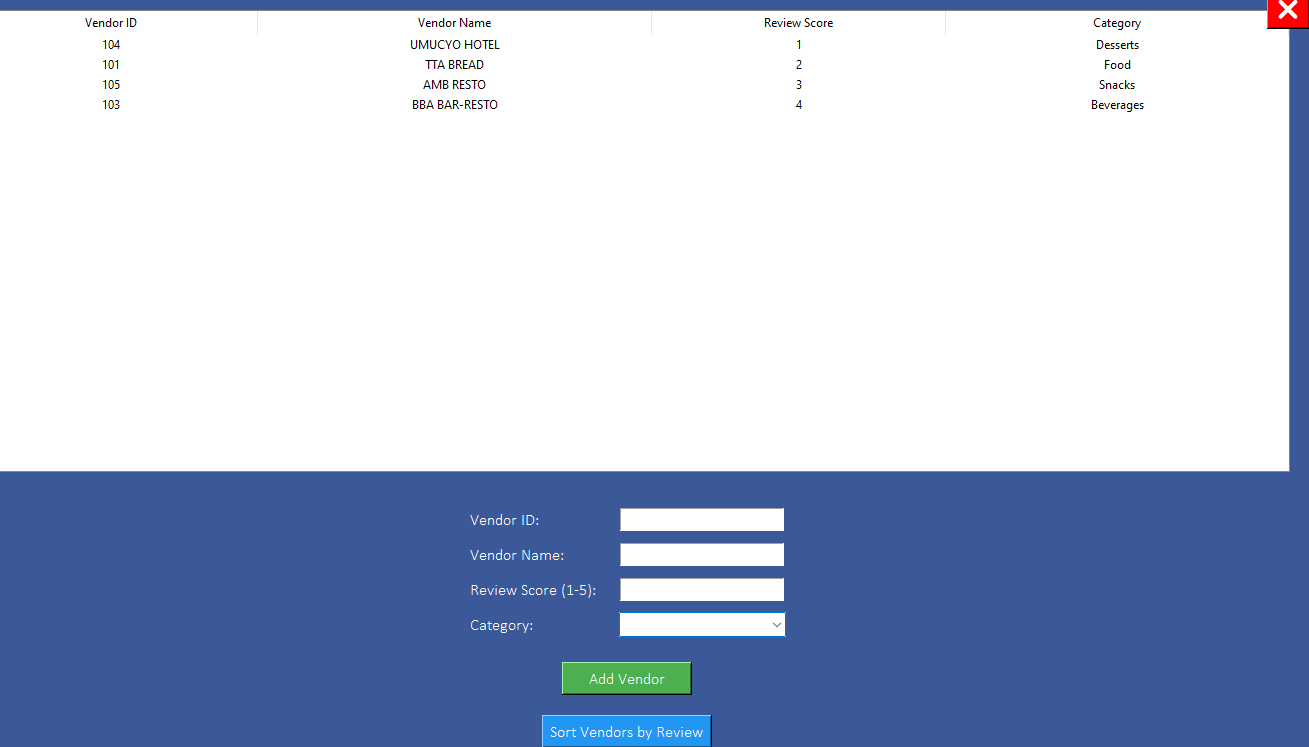 Vendor ID Vendor Name Review Score Category
104 UMUCYO HOTEL 1 Desserts
101 TTA BREAD 2 Food
105 AMB RESTO 3 Snacks
103 BBA BAR-RESTO 4 Beverages
Vendor ID:
Vendor Name:
Review Score (1-5):
Category:
Add Vendor
Sort Vendors by Review